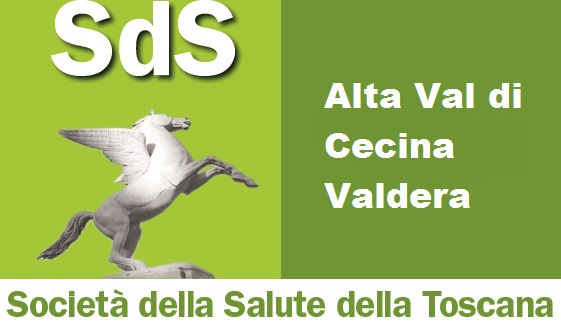 SdS
Alta Val di
Cecina
Valdera
Società della Salute della Toscana